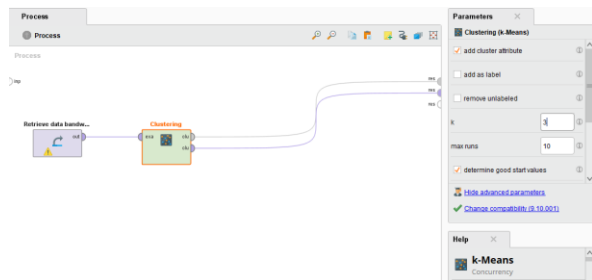 Process
Process
Process
inp
res
res
res
Retrieve data bandw...
out
Clustering
exa
clu
clu
Parameters
Clustering (k-Means)
add cluster attribute
add as label
remove unlabeled
k
3
max runs
10
determine good start values
Hide advanced parameters
Change compatibility (9.10.001)
Help
k-Means
Concurrency